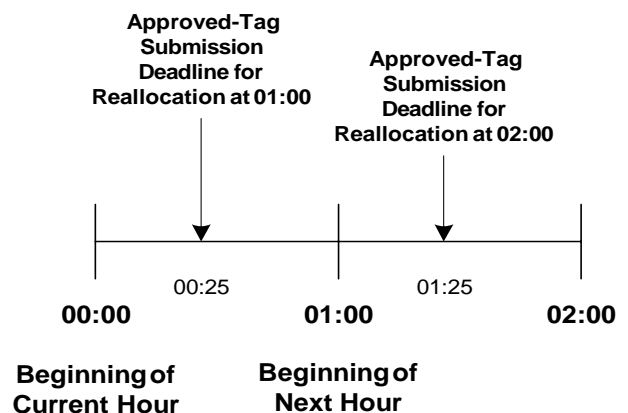 Approved-Tag
Submission
Deadline for
Reallocation at 01:00
Approved-Tag
Submission
Deadline for
Reallocation at 02:00
00:25
01:25
00:00
01:00
02:00
Beginning of
Current Hour
Beginning of
Next Hour